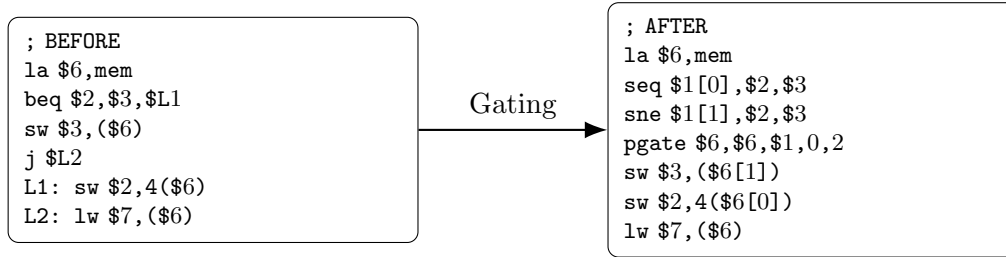 ; BEFORE
la $6,mem
beq $2,$3,$L1
sw $3,($6)
j $L2
L1: sw $2,4($6)
L2: lw $7,($6)
Gating
; AFTER
la $6,mem
seq $1[0],$2,$3
sne $1[1],$2,$3
pgate $6,$6,$1,0,2
sw $3,($6[1])
sw $2,4($6[0])
lw $7,($6)